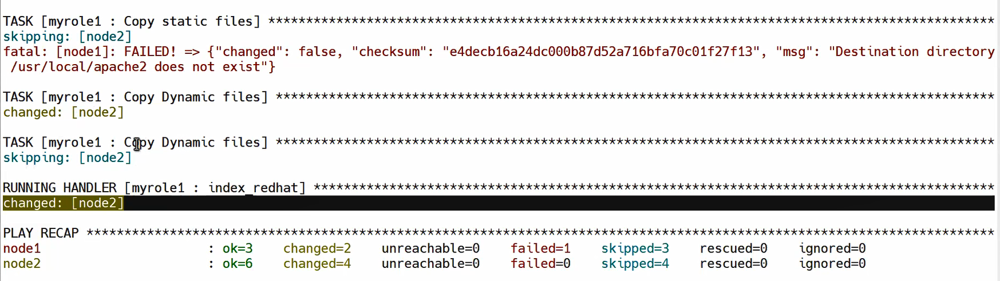 TASK [myrole1 : Copy static files] ************************************************************************************************
skipping: [node2]
fatal: [node1]: FAILED! => {"changed": false, "checksum": "e4decb16a24dc000b87d52a716bfa70c01f27f13", "msg": "Destination directory
/usr/local/apache2 does not exist"}
TASK [myrole1 : Copy Dynamic files] ***********************************************************************************************
changed: [node2]
TASK [myrole1 : Copy Dynamic files] ***********************************************************************************************
skipping: [node2]
RUNNING HANDLER [myrole1 : index_redhat] ******************************************************************************************
changed: [node2]
PLAY RECAP ************************************************************************************************************************
node1 : ok=3 changed=2 unreachable=0 failed=1 skipped=3 rescued=0 ignored=0
node2 : ok=6 changed=4 unreachable=0 failed=0 skipped=4 rescued=0 ignored=0